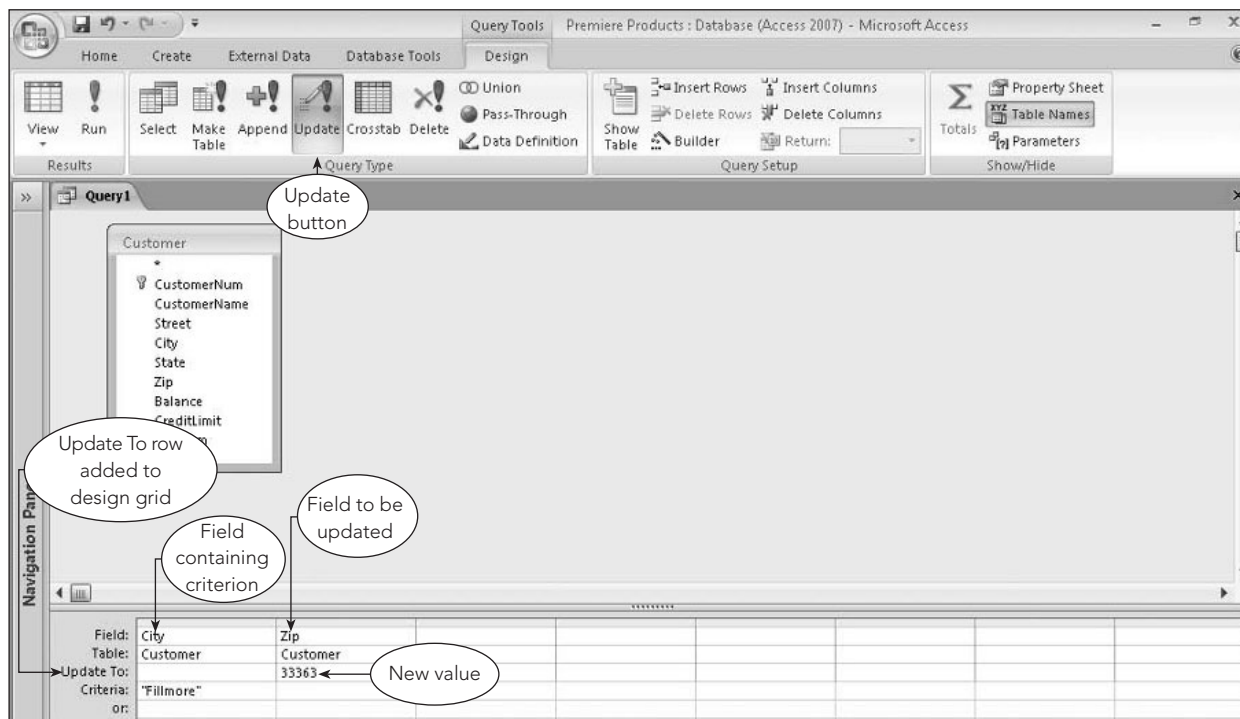 Query Tools Premiere Products : Database (Access 2007) - Microsoft Access
Home Create External Data Database Tools Design
View
Run
Select
Make Table
Append
Update
Crosstab
Delete
Union
Pass-Through
Data Definition
Show Table
Insert Rows
Delete Rows
Builder
Insert Columns
Delete Columns
Return:
Totals
Property Sheet
Table Names
Parameters
Results
Query Type
Query Setup
Show/Hide
Query1
Update
button
Customer
*
CustomerNum
CustomerName
Street
City
State
Zip
Balance
CreditLimit
Update To row
added to
design grid
Field
containing
criterion
Field to be
updated
Navigation
Field: City Zip
Table: Customer Customer
Update To: 33363
New value
Criteria: "Fillmore"
or: